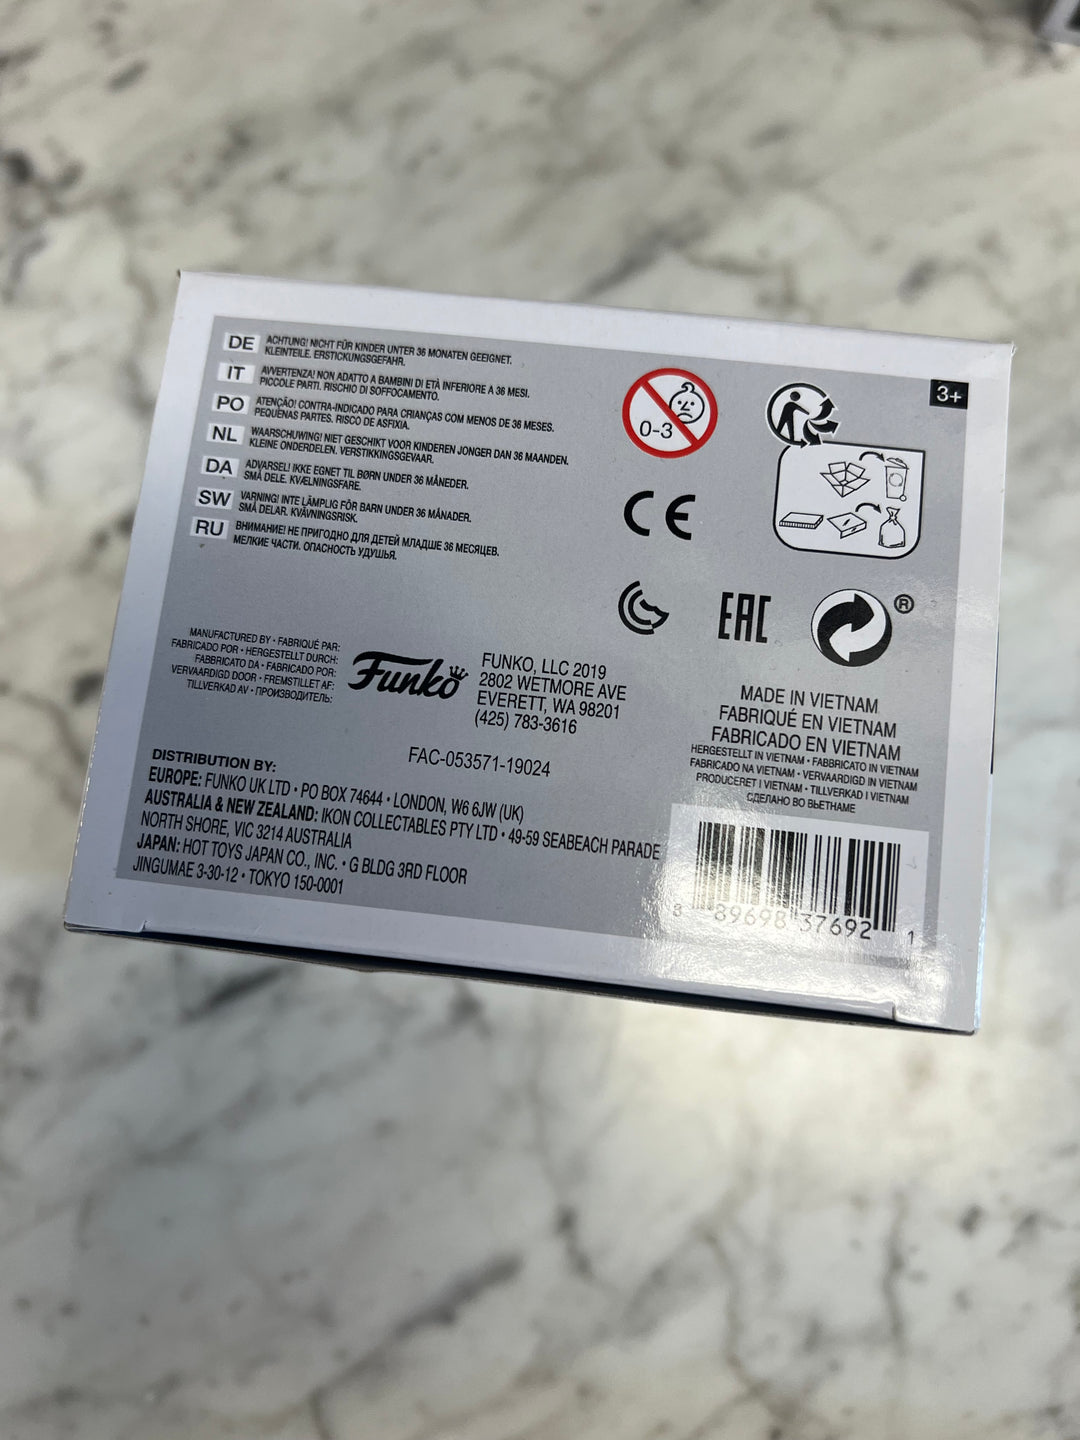 3+
DE ACHTUNG! NICHT FÜR KINDER UNTER 36 MONATEN GEEIGNET.
KLEINTEILE. ERSTICKUNGSGEFAHR.
IT AVVERTENZA! NON ADATTO A BAMBINI DI ETÀ INFERIORE A 36 MESI.
PICCOLE PARTI. RISCHIO DI SOFFOCAMENTO.
PO ATENÇÃO! CONTRA-INDICADO PARA CRIANÇAS COM MENOS DE 36 MESES.
PEQUENAS PARTES. RISCO DE ASFIXIA.
NL WAARSCHUWING! NIET GESCHIKT VOOR KINDEREN JONGER DAN 36 MAANDEN.
KLEINE ONDERDELEN. VERSTIKKINGSGEVAAR.
DA ADVARSEL! IKKE EGNET TIL BØRN UNDER 36 MÅNEDER.
SMÅ DELE. KVÆLNINGSFARE.
SW VARNING! INTE LÄMPLIG FÖR BARN UNDER 36 MÅNADER.
SMÅ DELAR. KVÄVNINGSRISK.
RU ВНИМАНИЕ! НЕ ПРИГОДНО ДЛЯ ДЕТЕЙ МЛАДШЕ 36 МЕСЯЦЕВ.
МЕЛКИЕ ЧАСТИ. ОПАСНОСТЬ УДУШЬЯ.
0-3
CE
EAC
®
MANUFACTURED BY • FABRIQUÉ PAR:
FABRICADO POR • HERGESTELLT DURCH:
FABBRICATO DA • FABRICADO POR:
VERVAARDIGD DOOR • FREMSTILLET AF:
TILLVERKAD AV • ПРОИЗВОДИТЕЛЬ:
Funko
FUNKO, LLC 2019
2802 WETMORE AVE
EVERETT, WA 98201
(425) 783-3616
FAC-053571-19024
MADE IN VIETNAM
FABRIQUÉ EN VIETNAM
FABRICADO EN VIETNAM
HERGESTELLT IN VIETNAM • FABBRICATO IN VIETNAM
FABRICADO NA VIETNAM • VERVAARDIGD IN VIETNAM
PRODUCERET I VIETNAM • TILLVERKAD I VIETNAM
СДЕЛАНО ВО ВЬЕТНАМЕ
DISTRIBUTION BY:
EUROPE: FUNKO UK LTD • PO BOX 74644 • LONDON, W6 6JW (UK)
AUSTRALIA & NEW ZEALAND: IKON COLLECTABLES PTY LTD • 49-59 SEABEACH PARADE
NORTH SHORE, VIC 3214 AUSTRALIA
JAPAN: HOT TOYS JAPAN CO., INC. • G BLDG 3RD FLOOR
JINGUMAE 3-30-12 • TOKYO 150-0001
8 89698 37692 1